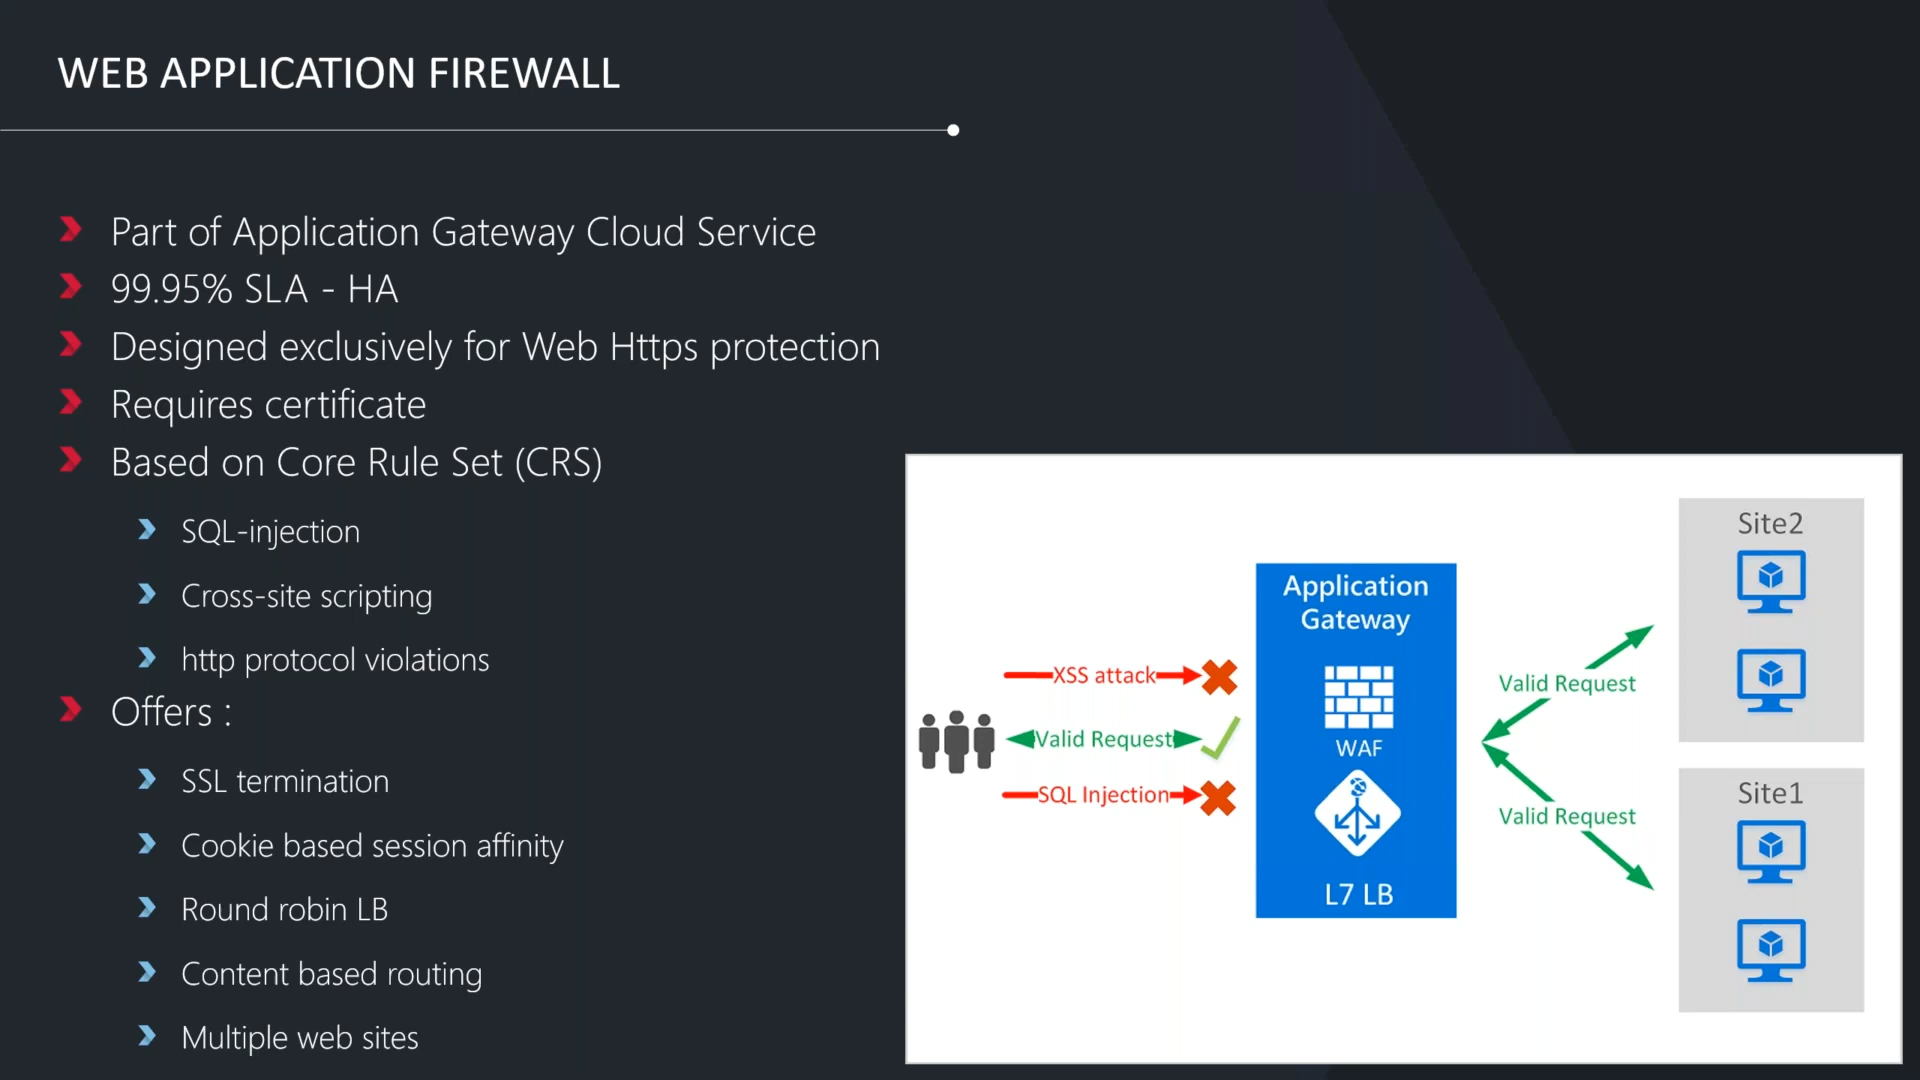 WEB APPLICATION FIREWALL
Part of Application Gateway Cloud Service
99.95% SLA - HA
Designed exclusively for Web Https protection
Requires certificate
Based on Core Rule Set (CRS)
SQL-injection
Cross-site scripting
http protocol violations
Offers :
SSL termination
Cookie based session affinity
Round robin LB
Content based routing
Multiple web sites
XSS attack
Valid Request
SQL Injection
Application
Gateway
WAF
L7 LB
Valid Request
Valid Request
Site2
Site1